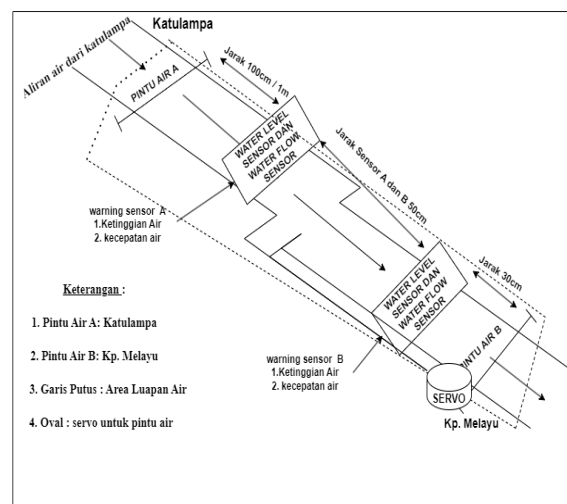 Katulampa
Aliran air dari katulampa
PINTU AIR A
Jarak 100cm / 1m
WATER LEVEL
SENSOR DAN
WATER FLOW
SENSOR
Jarak Sensor A dan B 50cm
warning sensor A
1.Ketinggian Air
2. kecepatan air
WATER LEVEL
SENSOR DAN
WATER FLOW
SENSOR
Jarak 30cm
PINTU AIR B
warning sensor B
1.Ketinggian Air
2. kecepatan air
SERVO
Kp. Melayu
Keterangan :
1. Pintu Air A: Katulampa
2. Pintu Air B: Kp. Melayu
3. Garis Putus : Area Luapan Air
4. Oval : servo untuk pintu air